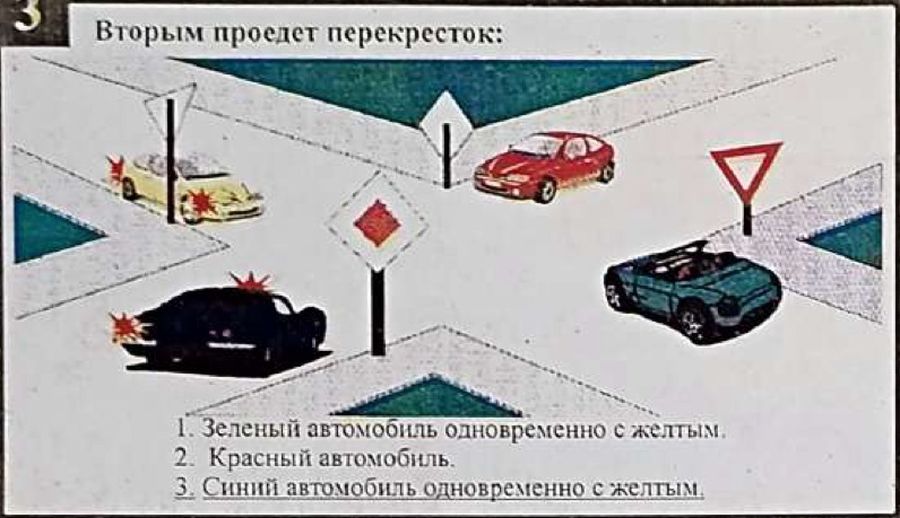 3
Вторым проедет перекресток:
1. Зеленый автомобиль одновременно с желтым.
2. Красный автомобиль.
3. Синий автомобиль одновременно с желтым.